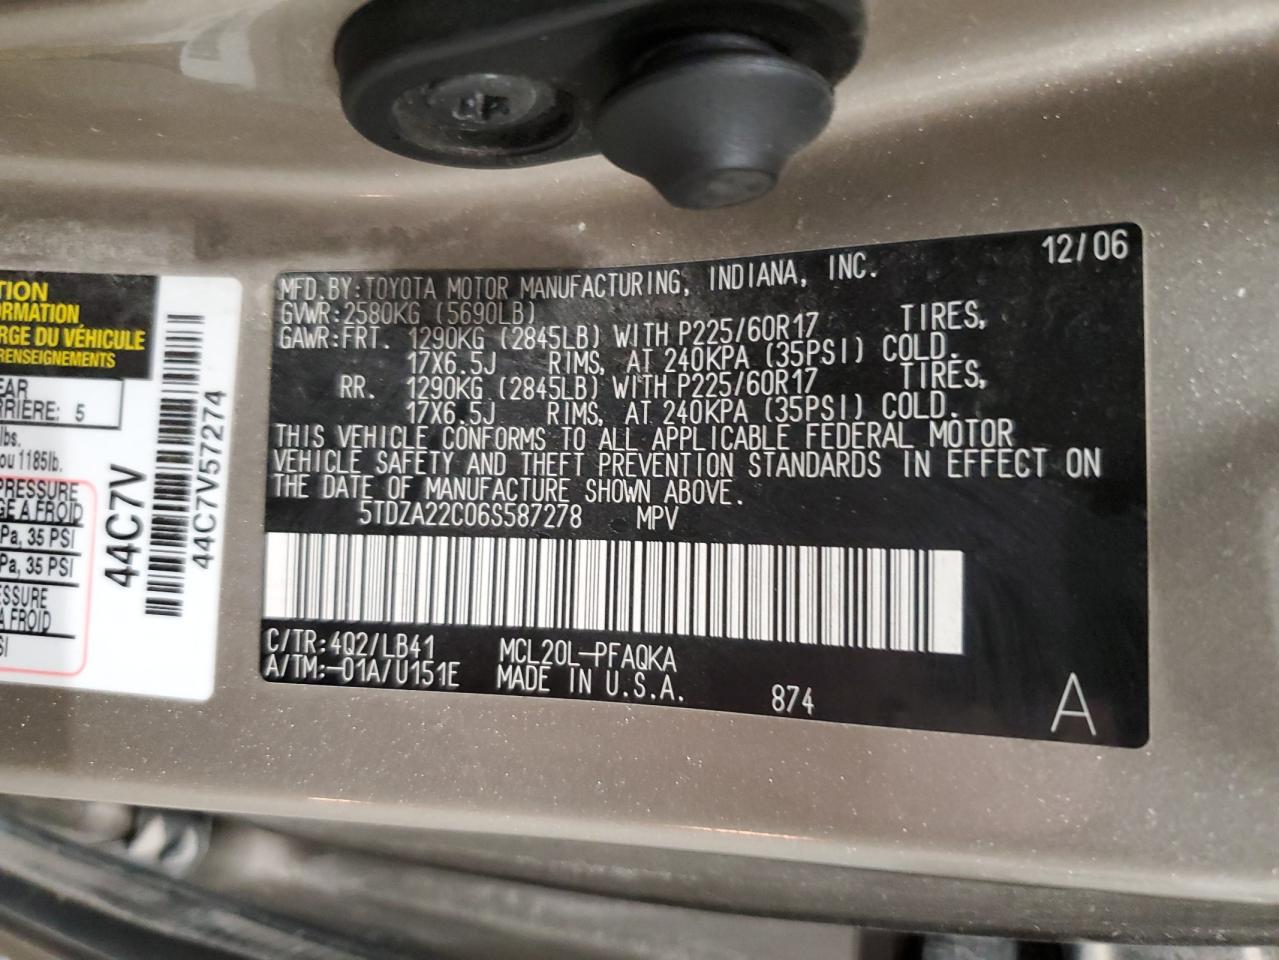 TION
FORMATION
ARGE DU VÉHICULE
RENSEIGNEMENTS
EAR
RRIÈRE: 5
lbs.
ou 1185lb.
PRESSURE
GE A FROID
Pa, 35 PSI
Pa, 35 PSI
ESSURE
A FROID
SI
44C7V
44C7V57274
12/06
MFD.BY:TOYOTA MOTOR MANUFACTURING, INDIANA, INC.
GVWR:2580KG (5690LB)
GAWR:FRT. 1290KG (2845LB) WITH P225/60R17 TIRES,
17X6.5J RIMS, AT 240KPA (35PSI) COLD.
RR. 1290KG (2845LB) WITH P225/60R17 TIRES,
17X6.5J RIMS, AT 240KPA (35PSI) COLD.
THIS VEHICLE CONFORMS TO ALL APPLICABLE FEDERAL MOTOR
VEHICLE SAFETY AND THEFT PREVENTION STANDARDS IN EFFECT ON
THE DATE OF MANUFACTURE SHOWN ABOVE.
5TDZA22C06S587278 MPV
C/TR:4Q2/LB41 MCL20L-PFAQKA
A/TM:-01A/U151E MADE IN U.S.A. 874 A